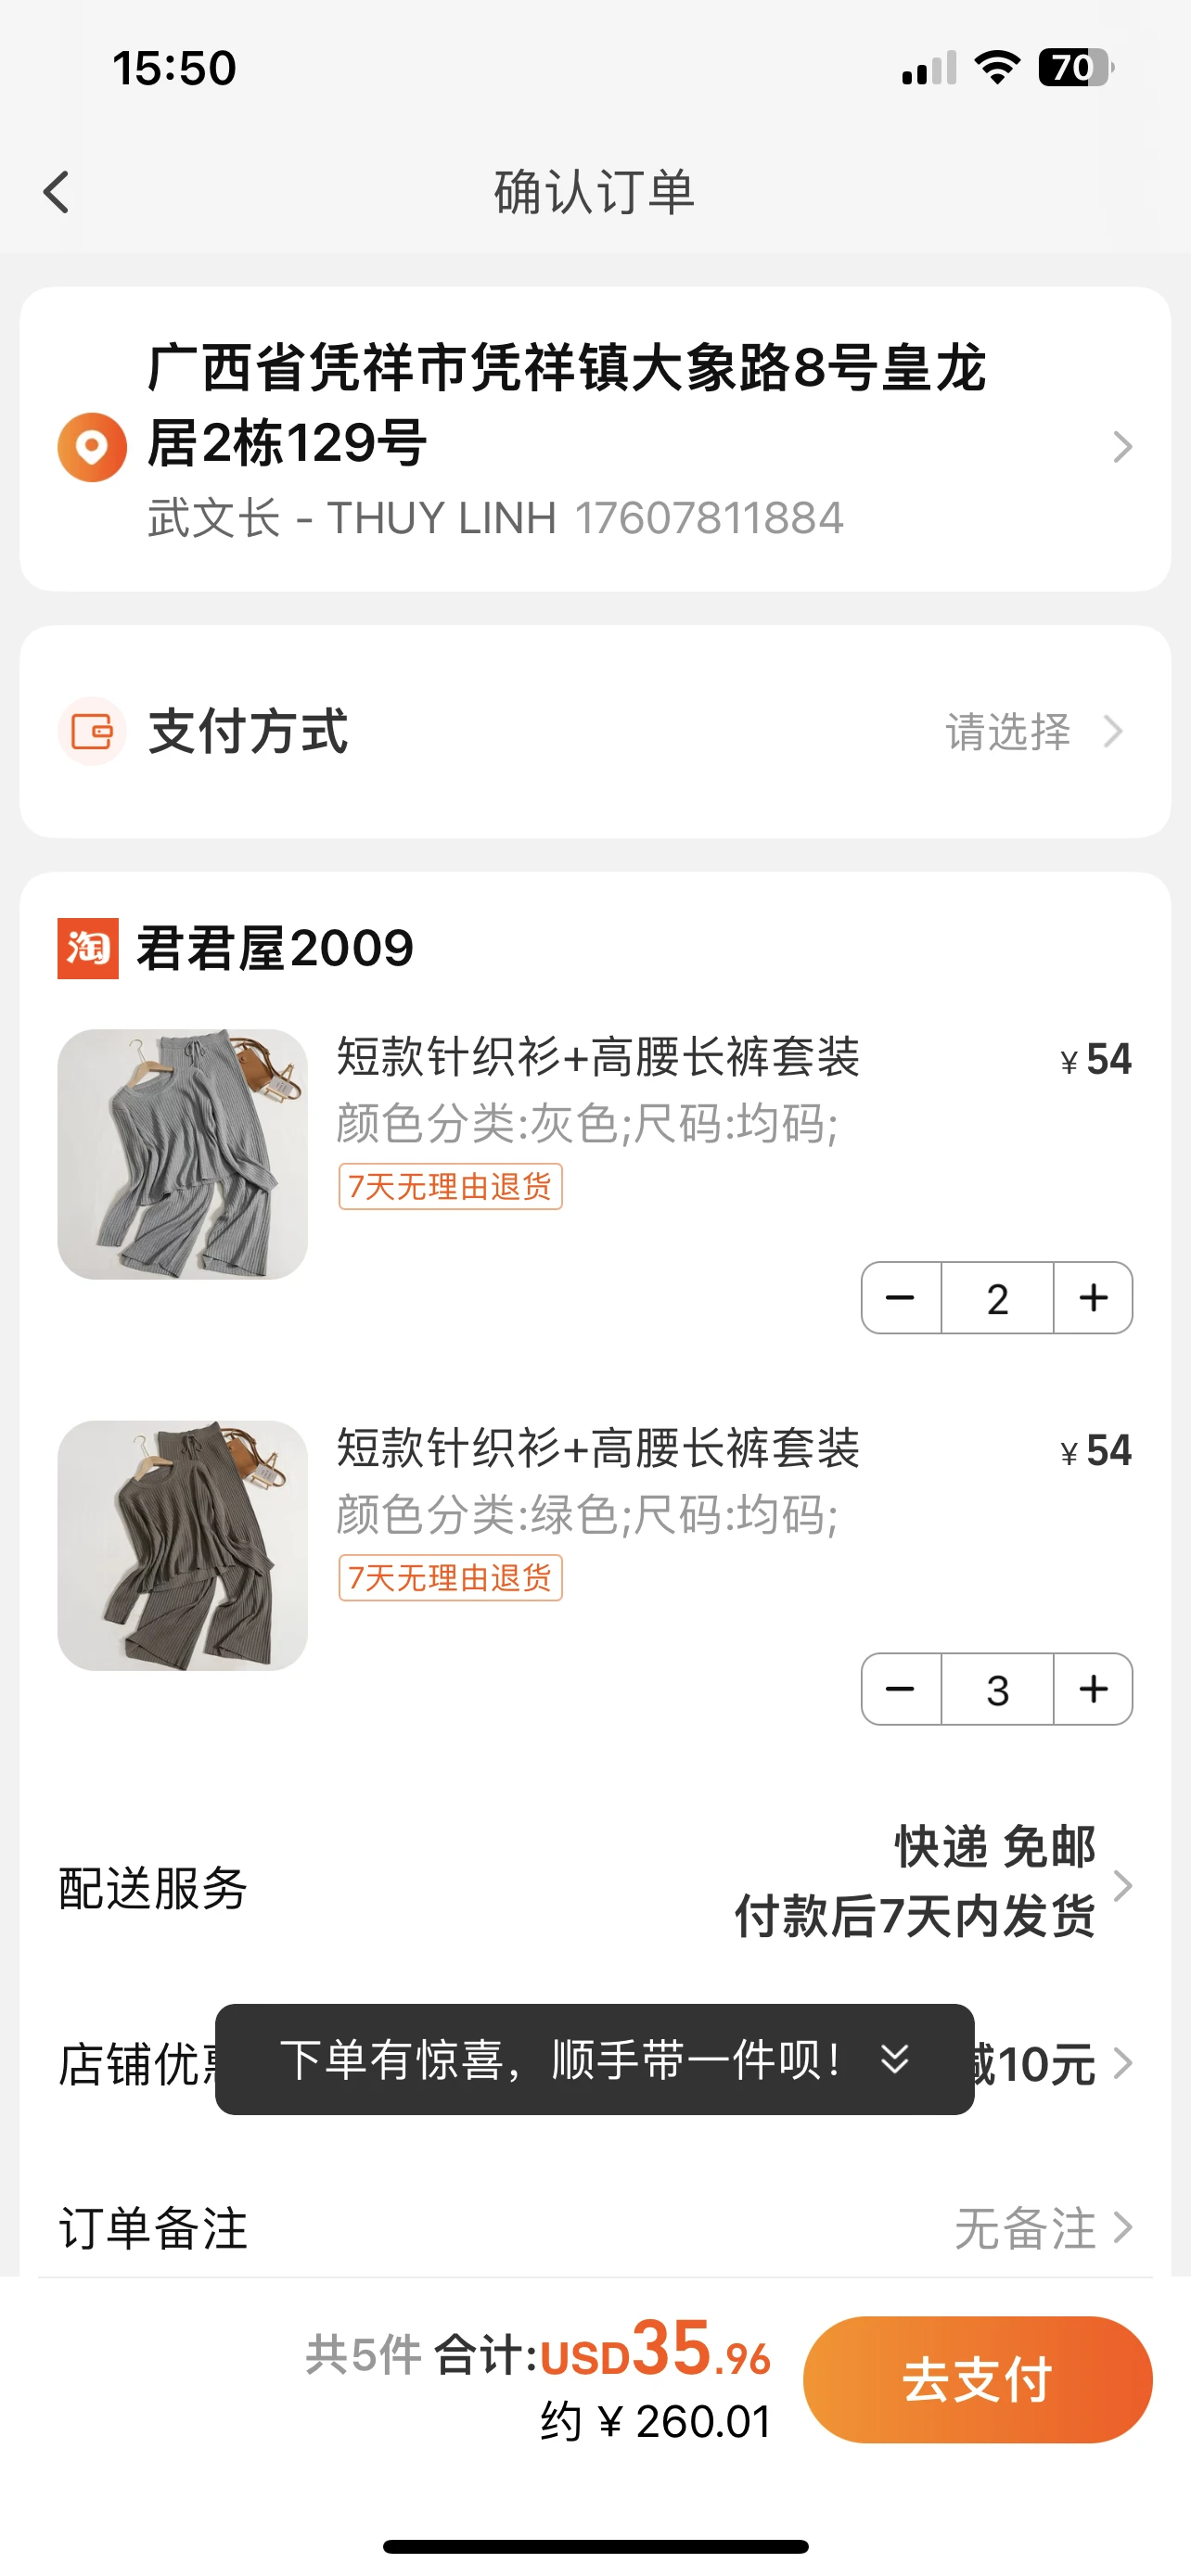 15:50
70
确认订单
广西省凭祥市凭祥镇大象路8号皇龙
居2栋129号
武文长 - THUY LINH 17607811884
支付方式 请选择
淘 君君屋2009
短款针织衫+高腰长裤套装 ¥54
颜色分类:灰色;尺码:均码;
7天无理由退货
2
短款针织衫+高腰长裤套装 ¥54
颜色分类:绿色;尺码:均码;
7天无理由退货
3
快递 免邮
配送服务
付款后7天内发货
店铺优 减10元
下单有惊喜，顺手带一件呗！
订单备注 无备注
共5件 合计:USD35.96
约 ¥260.01
去支付